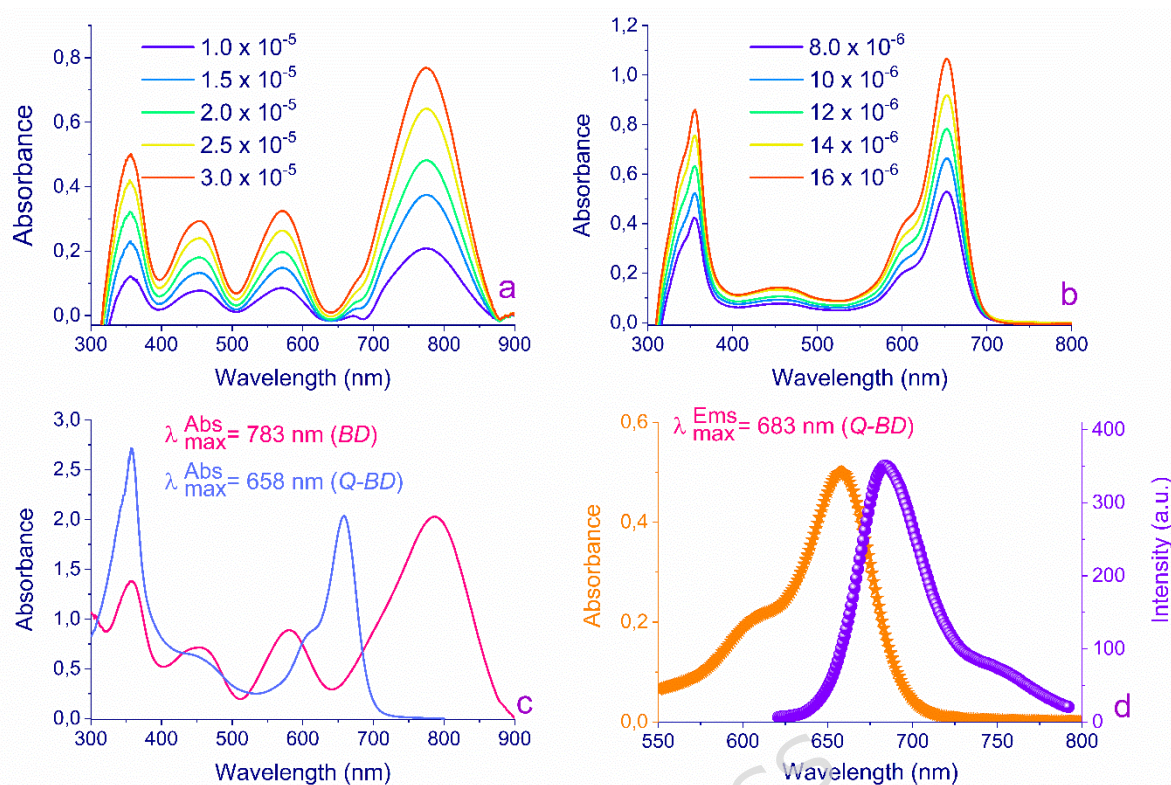 1.0 x 10⁻⁵
1.5 x 10⁻⁵
2.0 x 10⁻⁵
2.5 x 10⁻⁵
3.0 x 10⁻⁵
0,8
0,6
0,4
0,2
0,0
Absorbance
a
300 400 500 600 700 800 900
Wavelength (nm)
8.0 x 10⁻⁶
10 x 10⁻⁶
12 x 10⁻⁶
14 x 10⁻⁶
16 x 10⁻⁶
1,2
1,0
0,8
0,6
0,4
0,2
0,0
Absorbance
b
300 400 500 600 700 800
Wavelength (nm)
λ Abs max = 783 nm (BD)
λ Abs max = 658 nm (Q-BD)
3.0
2.5
2.0
1,5
1,0
0,5
0,0
Absorbance
c
300 400 500 600 700 800 900
Wavelength (nm)
λ Ems max = 683 nm (Q-BD)
0,6
0,4
0,2
0,0
Absorbance
400
300
200
100
0
Intensity (a.u.)
d
550 600 650 700 750 800
Wavelength (nm)